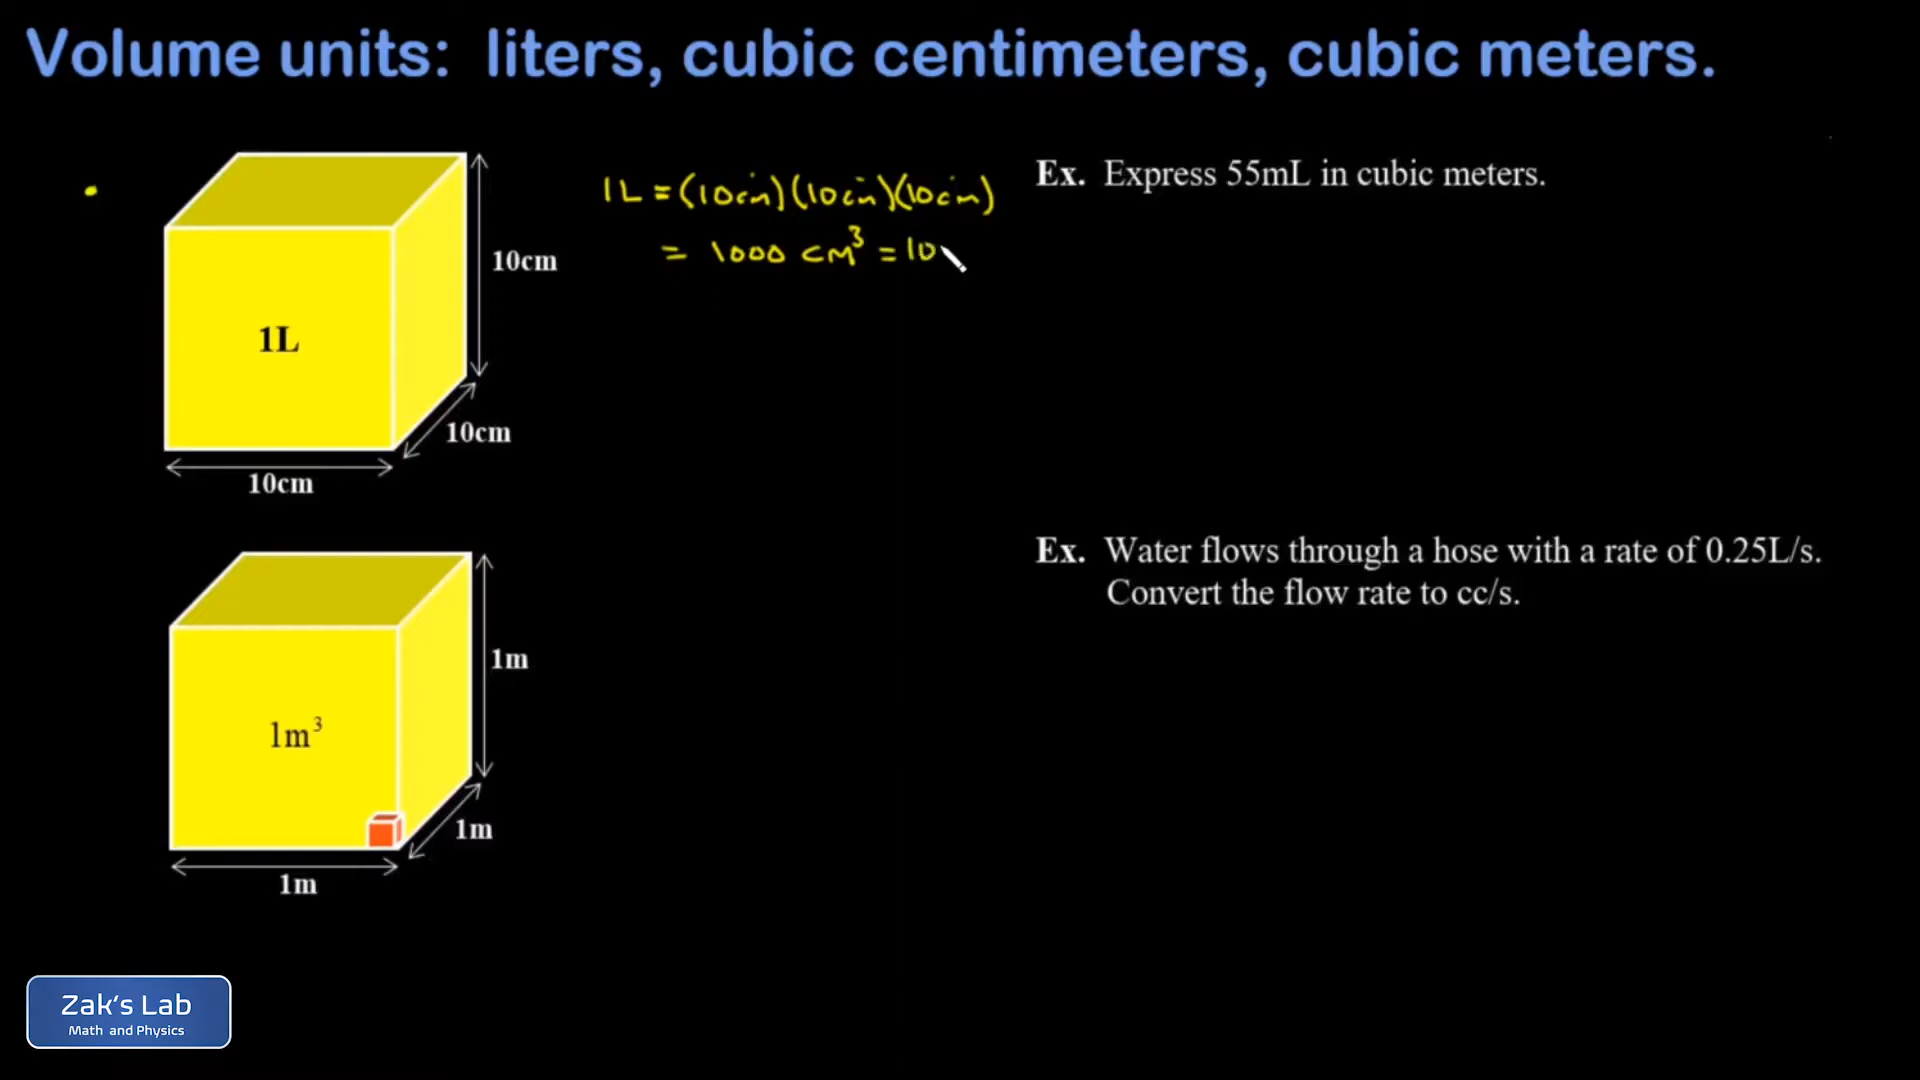 Volume units: liters, cubic centimeters, cubic meters.
1L = (10cm)(10cm)(10cm)
= 1000 cm³ = 10
10cm
1L
10cm
10cm
Ex. Express 55mL in cubic meters.
1m
1m³
1m
1m
Ex. Water flows through a hose with a rate of 0.25L/s.
Convert the flow rate to cc/s.
Zak's Lab
Math and Physics